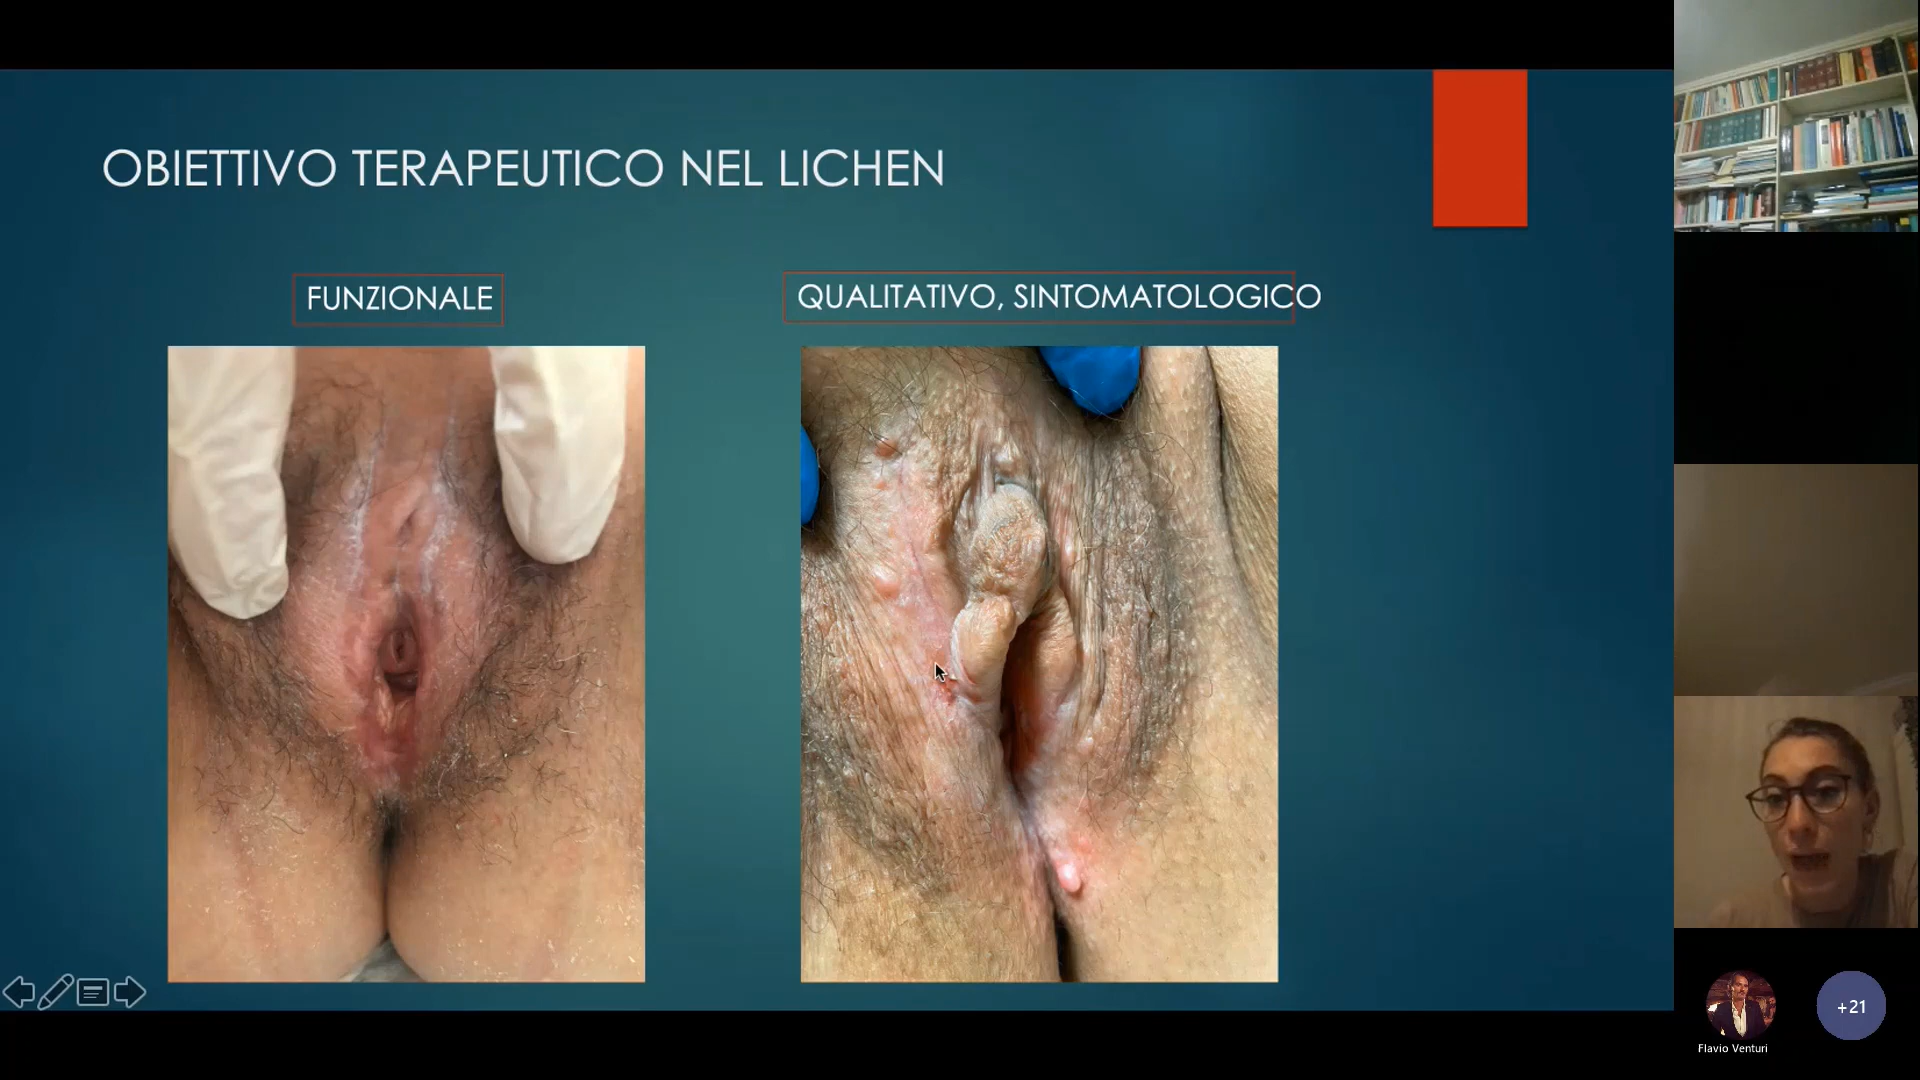 OBIETTIVO TERAPEUTICO NEL LICHEN
FUNZIONALE
QUALITATIVO, SINTOMATOLOGICO
Flavio Venturi
+21